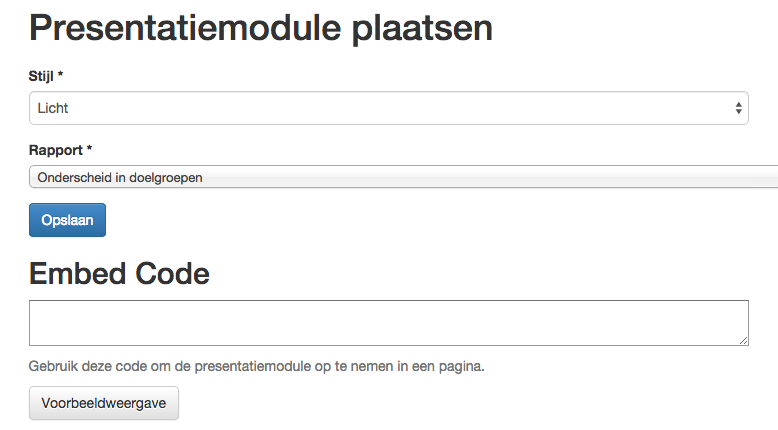 Presentatiemodule plaatsen
Stijl *
Licht
Rapport *
Onderscheid in doelgroepen
Opslaan
Embed Code
Gebruik deze code om de presentatiemodule op te nemen in een pagina.
Voorbeeldweergave